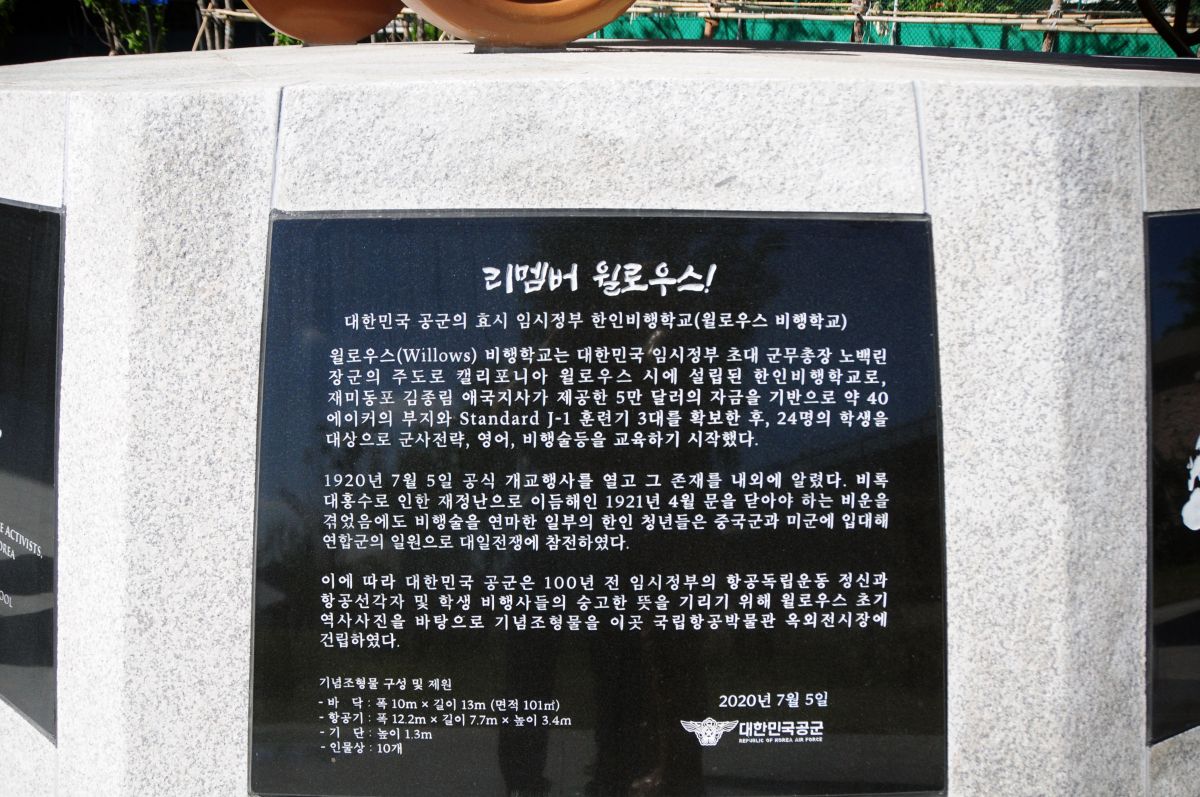 리멤버 윌로우스!
대한민국 공군의 효시 임시정부 한인비행학교(윌로우스 비행학교)
윌로우스(Willows) 비행학교는 대한민국 임시정부 초대 군무총장 노백린
장군의 주도로 캘리포니아 윌로우스 시에 설립된 한인비행학교로,
재미동포 김종림 애국지사가 제공한 5만 달러의 자금을 기반으로 약 40
에이커의 부지와 Standard J-1 훈련기 3대를 확보한 후, 24명의 학생을
대상으로 군사전략, 영어, 비행술등을 교육하기 시작했다.
1920년 7월 5일 공식 개교행사를 열고 그 존재를 내외에 알렸다. 비록
대홍수로 인한 재정난으로 이듬해인 1921년 4월 문을 닫아야 하는 비운을
겪었음에도 비행술을 연마한 일부의 한인 청년들은 중국군과 미군에 입대해
연합군의 일원으로 대일전쟁에 참전하였다.
이에 따라 대한민국 공군은 100년 전 임시정부의 항공독립운동 정신과
항공선각자 및 학생 비행사들의 숭고한 뜻을 기리기 위해 윌로우스 초기
역사사진을 바탕으로 기념조형물을 이곳 국립항공박물관 옥외전시장에
건립하였다.
기념조형물 구성 및 제원
- 바 닥 : 폭 10m × 길이 13m (면적 101㎡)
- 항공기 : 폭 12.2m × 길이 7.7m × 높이 3.4m
- 기 단 : 높이 1.3m
- 인물상 : 10개
2020년 7월 5일
대한민국공군
REPUBLIC OF KOREA AIR FORCE
ACTIVISTS,